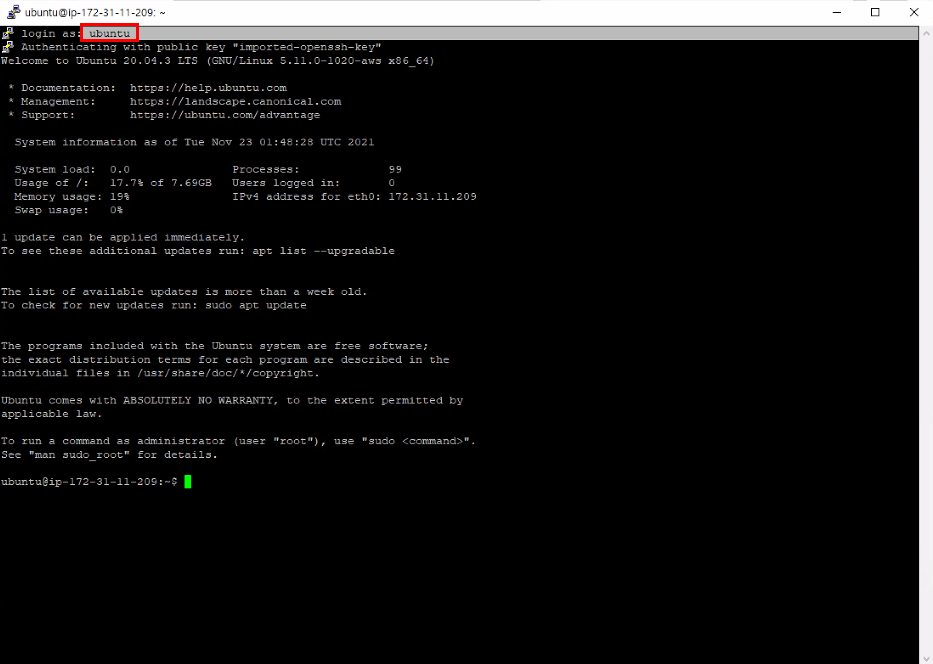 ubuntu@ip-172-31-11-209: ~
login as: ubuntu
Authenticating with public key "imported-openssh-key"
Welcome to Ubuntu 20.04.3 LTS (GNU/Linux 5.11.0-1020-aws x86_64)
* Documentation:  https://help.ubuntu.com
* Management:     https://landscape.canonical.com
* Support:        https://ubuntu.com/advantage
System information as of Tue Nov 23 01:48:28 UTC 2021
System load:  0.0               Processes:             99
Usage of /:   17.7% of 7.69GB   Users logged in:       0
Memory usage: 19%               IPv4 address for eth0: 172.31.11.209
Swap usage:   0%
1 update can be applied immediately.
To see these additional updates run: apt list --upgradable
The list of available updates is more than a week old.
To check for new updates run: sudo apt update
The programs included with the Ubuntu system are free software;
the exact distribution terms for each program are described in the
individual files in /usr/share/doc/*/copyright.
Ubuntu comes with ABSOLUTELY NO WARRANTY, to the extent permitted by
applicable law.
To run a command as administrator (user "root"), use "sudo <command>".
See "man sudo_root" for details.
ubuntu@ip-172-31-11-209:~$